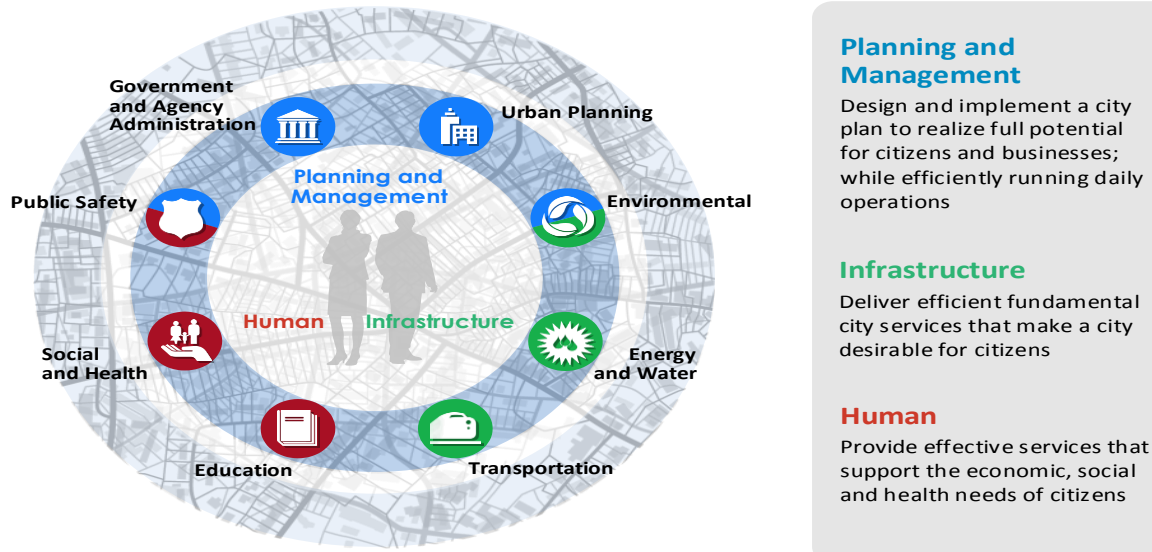 Government
and Agency
Administration
Urban Planning
Planning and
Management
Public Safety
Environmental
Human
Infrastructure
Social
and Health
Energy
and Water
Education
Transportation
Planning and
Management
Design and implement a city
plan to realize full potential
for citizens and businesses;
while efficiently running daily
operations
Infrastructure
Deliver efficient fundamental
city services that make a city
desirable for citizens
Human
Provide effective services that
support the economic, social
and health needs of citizens